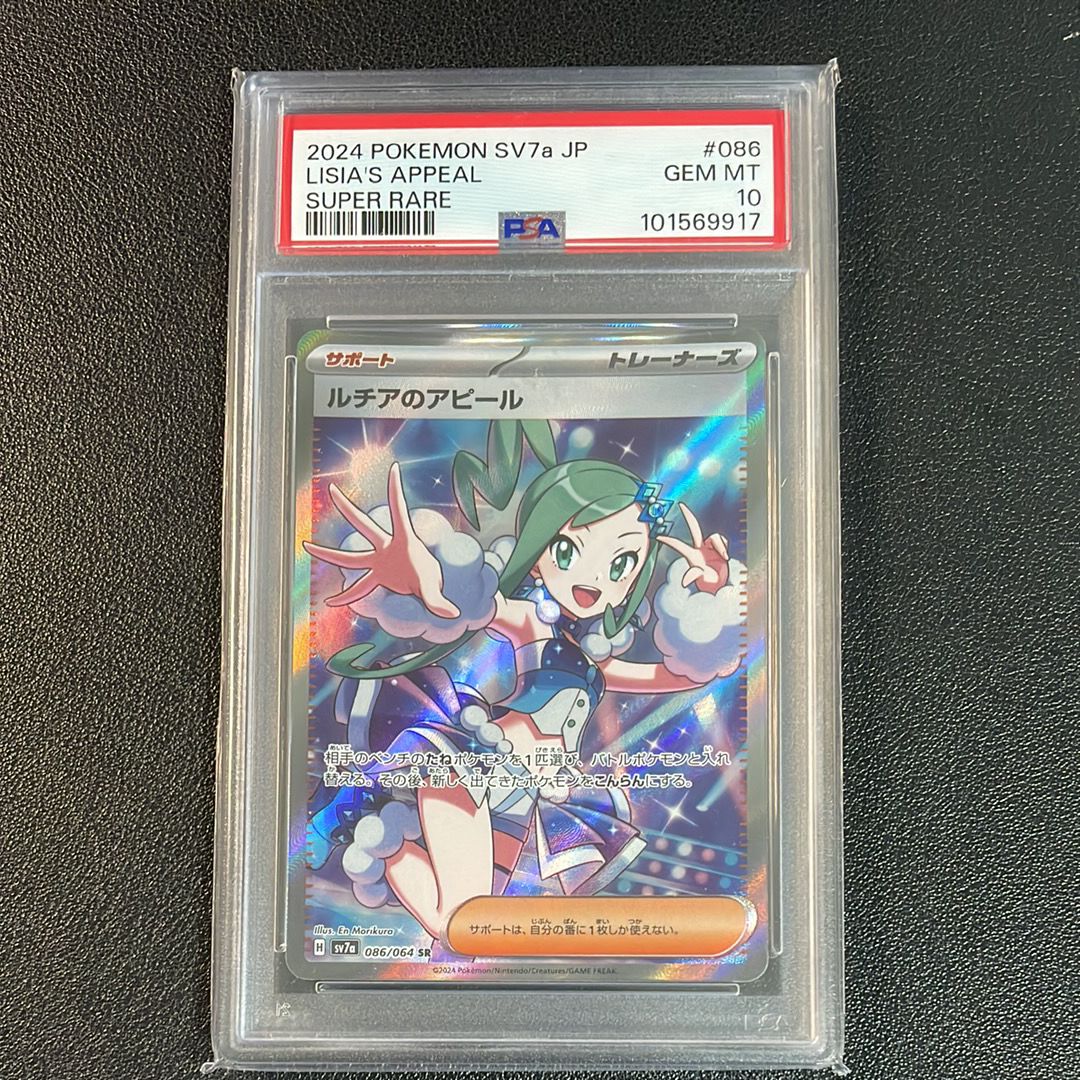 2024 POKEMON SV7a JP #086
LISIA'S APPEAL GEM MT
SUPER RARE 10
101569917
PSA
サポート トレーナーズ
ルチアのアピール
相手のベンチのたねポケモンを1匹選び、バトルポケモンと入れ
替える。その後、新しく出てきたポケモンをこんらんにする。
サポートは、自分の番に1枚しか使えない。
Illus. En Morikura
H sv7a 086/064 SR
©2024 Pokémon/Nintendo/Creatures/GAME FREAK.